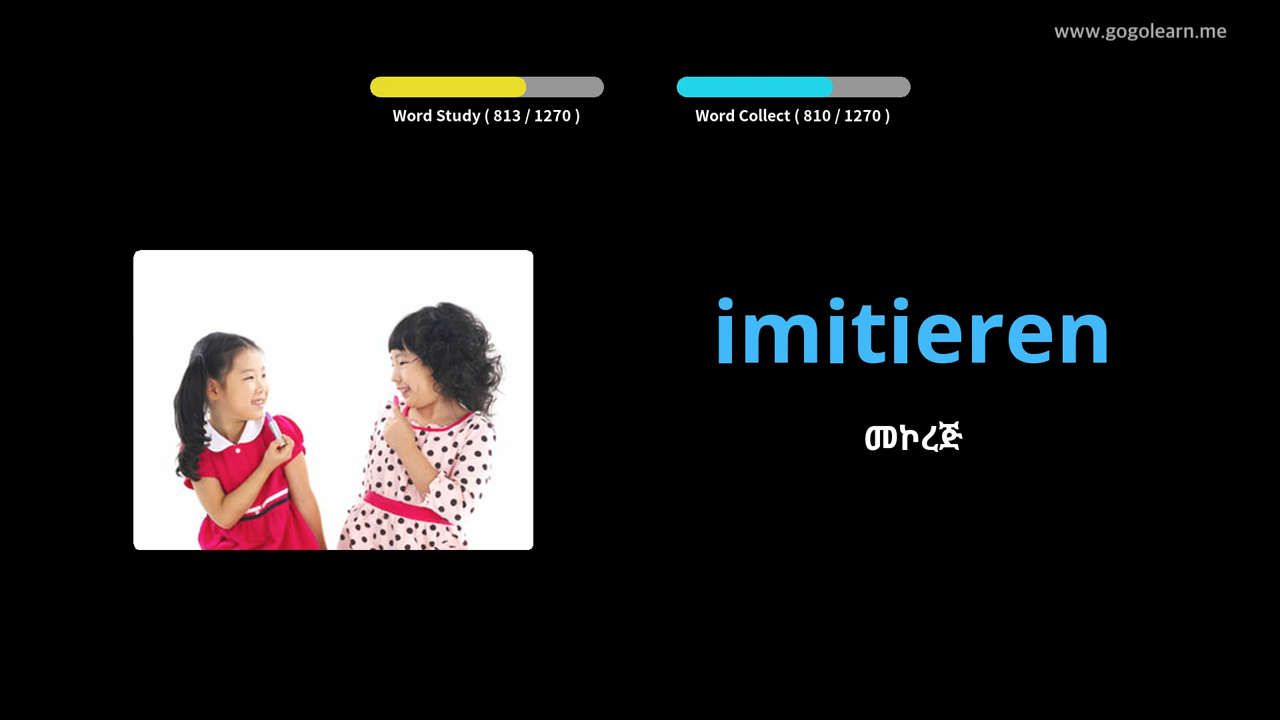 www.gogolearn.me
Word Study ( 813 / 1270 )
Word Collect ( 810 / 1270 )
imitieren
መኮረጅ